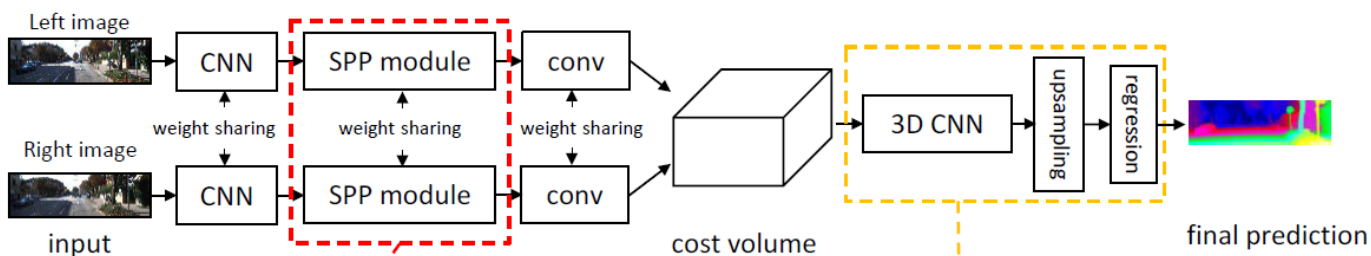 Left image
CNN
SPP module
conv
weight sharing
weight sharing
weight sharing
Right image
CNN
SPP module
conv
input
cost volume
3D CNN
upsampling
regression
final prediction